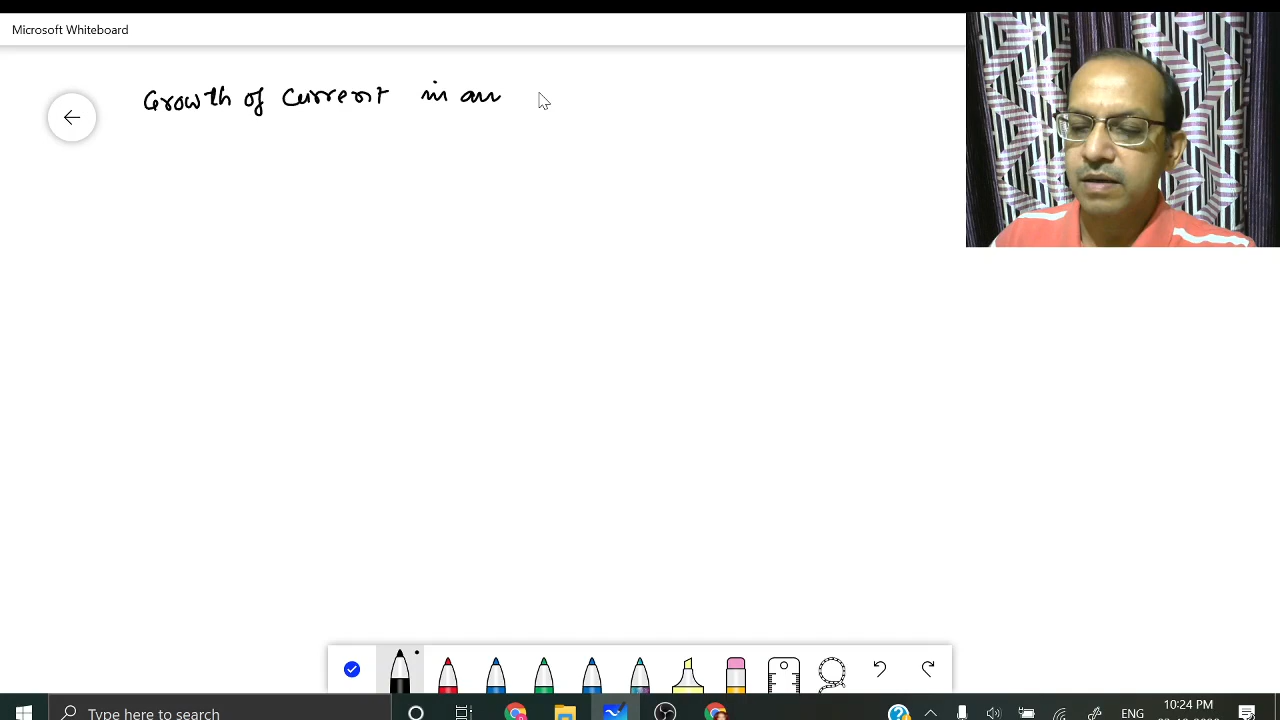 Microsoft Whiteboard
Growth of current in an
Type here to search
ENG
10:24 PM